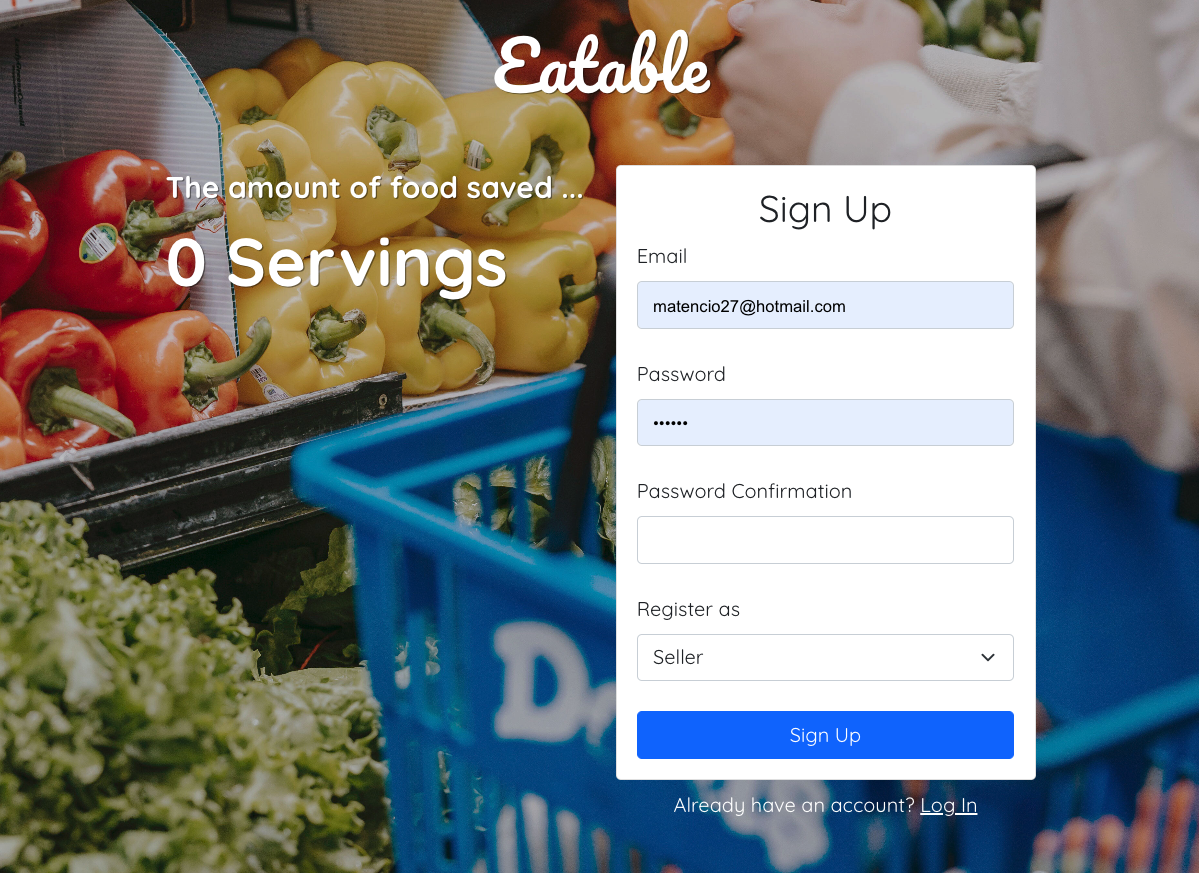 Eatable
The amount of food saved ...
0 Servings
Sign Up
Email
matencio27@hotmail.com
Password
••••••
Password Confirmation
Register as
Seller
Sign Up
Already have an account? Log In